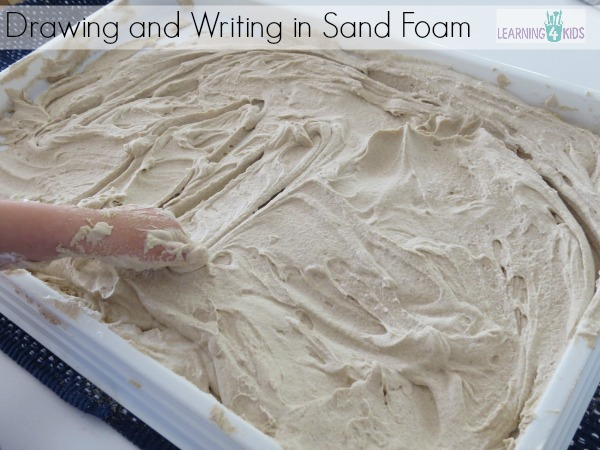 Drawing and Writing in Sand Foam
LEARNING 4 KIDS